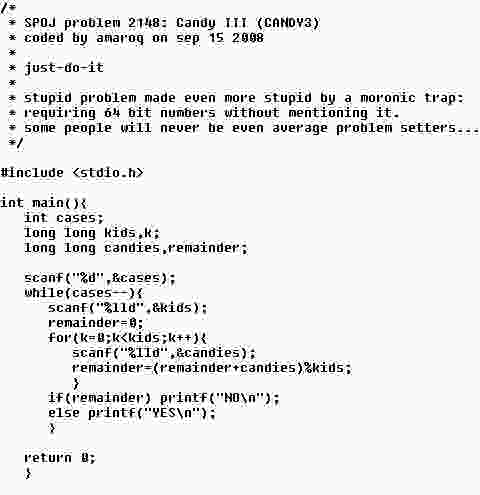 /*
 * SPOJ problem 2148: Candy III (CANDY3)
 * coded by amaroq on sep 15 2008
 *
 * just-do-it
 *
 * stupid problem made even more stupid by a moronic trap:
 * requiring 64 bit numbers without mentioning it.
 * some people will never be even average problem setters...
 */

#include <stdio.h>

int main(){
   int cases;
   long long kids,k;
   long long candies,remainder;

   scanf("%d",&cases);
   while(cases--){
      scanf("%lld",&kids);
      remainder=0;
      for(k=0;k<kids;k++){
         scanf("%lld",&candies);
         remainder=(remainder+candies)%kids;
         }
      if(remainder) printf("NO\n");
      else printf("YES\n");
      }

   return 0;
   }